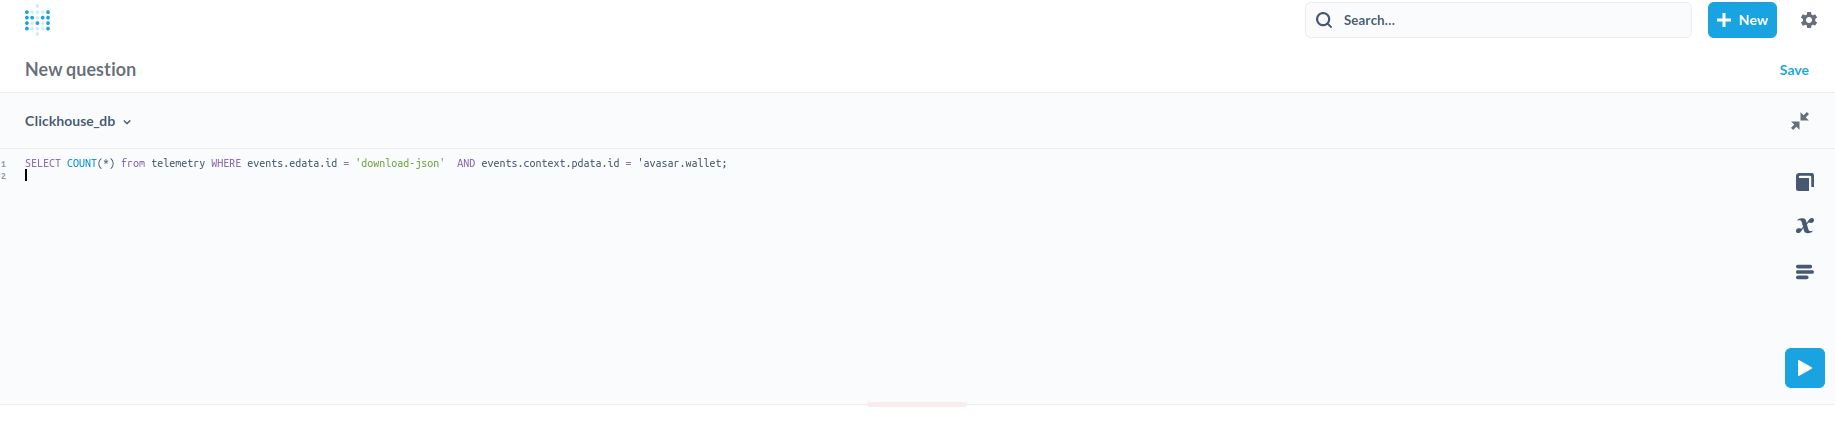 Search...
New
New question
Save
Clickhouse_db
1 SELECT COUNT(*) from telemetry WHERE events.edata.id = 'download-json'  AND events.context.pdata.id = 'avasar.wallet;
2
x